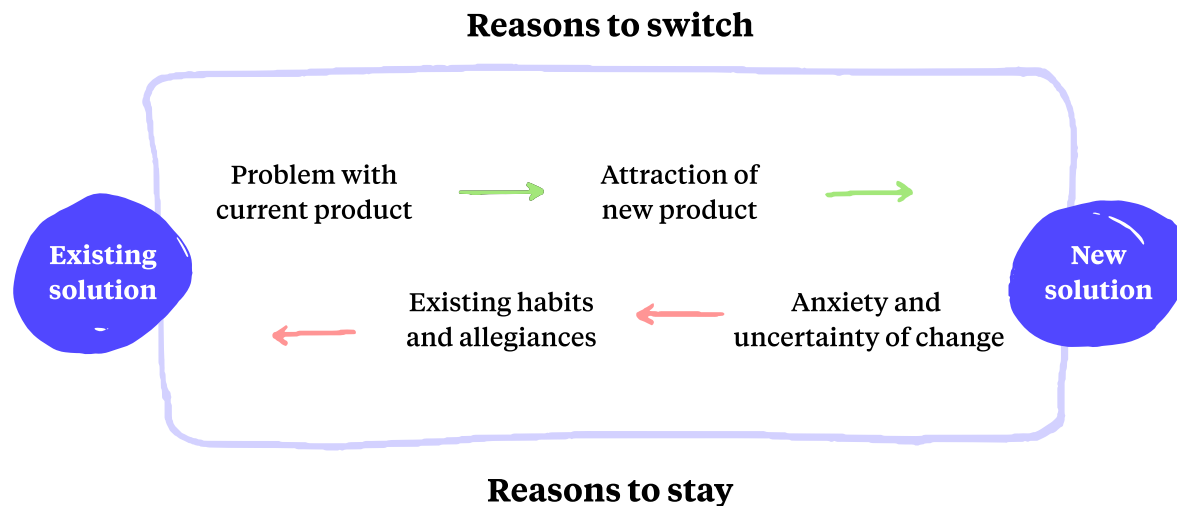 Reasons to switch
Problem with
current product
Attraction of
new product
Existing
solution
New
solution
Existing habits
and allegiances
Anxiety and
uncertainty of change
Reasons to stay